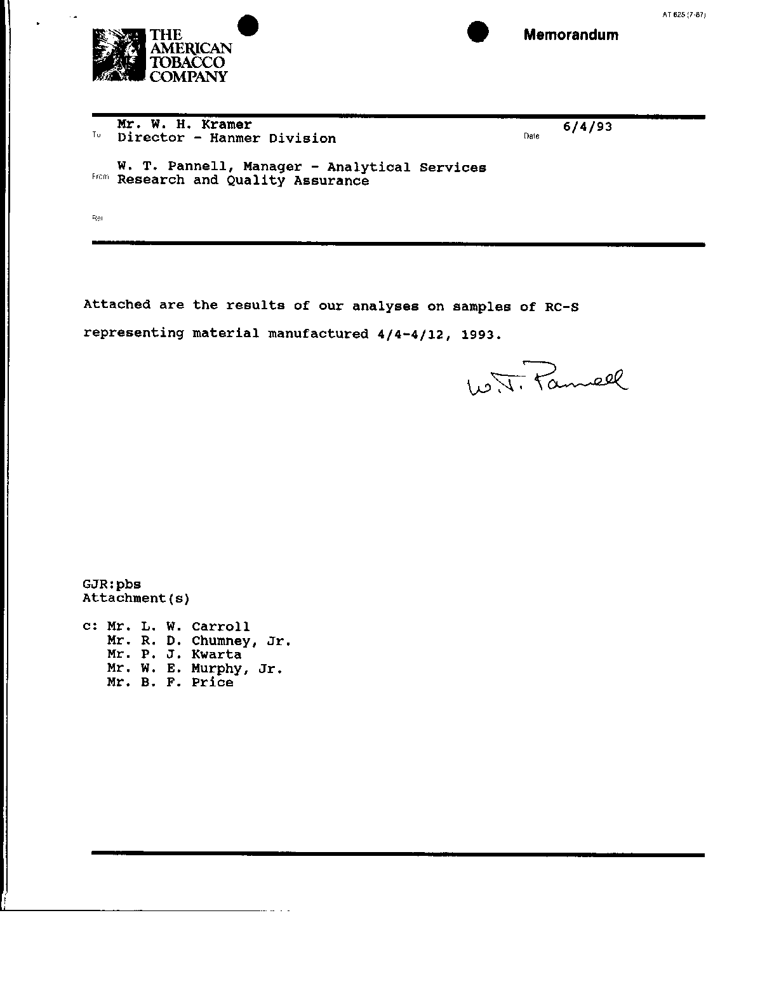 AT 825 (7-87)
THE
AMERICAN
TOBACCO
COMPANY
Memorandum
To Mr. W. H. Kramer
Director - Hanmer Division
Date 6/4/93
From W. T. Pannell, Manager - Analytical Services
Research and Quality Assurance
Re:
Attached are the results of our analyses on samples of RC-S
representing material manufactured 4/4-4/12, 1993.
W.T. Pannell
GJR:pbs
Attachment(s)
c: Mr. L. W. Carroll
Mr. R. D. Chumney, Jr.
Mr. P. J. Kwarta
Mr. W. E. Murphy, Jr.
Mr. B. F. Price